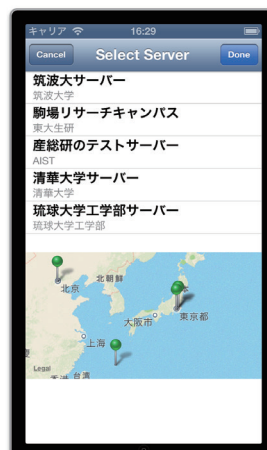 キャリア 16:29
Cancel Select Server Done
筑波大サーバー
筑波大学
駒場リサーチキャンパス
東大生研
産総研のテストサーバー
AIST
清華大学サーバー
清華大学
琉球大学工学部サーバー
琉球大学工学部
北京
北朝鮮
大阪市
東京都
上海
Legal
台湾